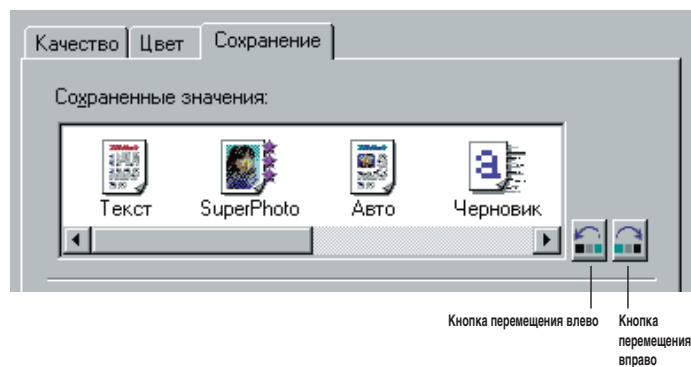 Качество Цвет Сохранение
Сохраненные значения:
Текст SuperPhoto Авто Черновик
Кнопка перемещения влево
Кнопка
перемещения
вправо